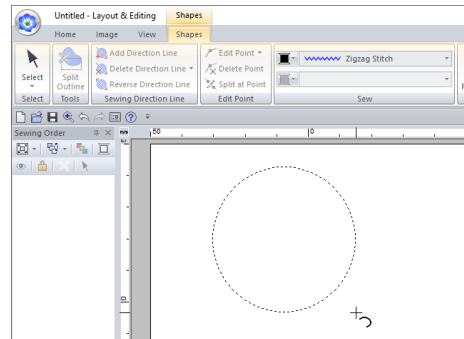 Untitled - Layout & Editing
Shapes
Home Image View Shapes
Select
Split
Outline
Add Direction Line
Delete Direction Line
Reverse Direction Line
Edit Point
Delete Point
Split at Point
Zigzag Stitch
Select Tools Sewing Direction Line Edit Point Sew
Sewing Order
mm 50 0
0